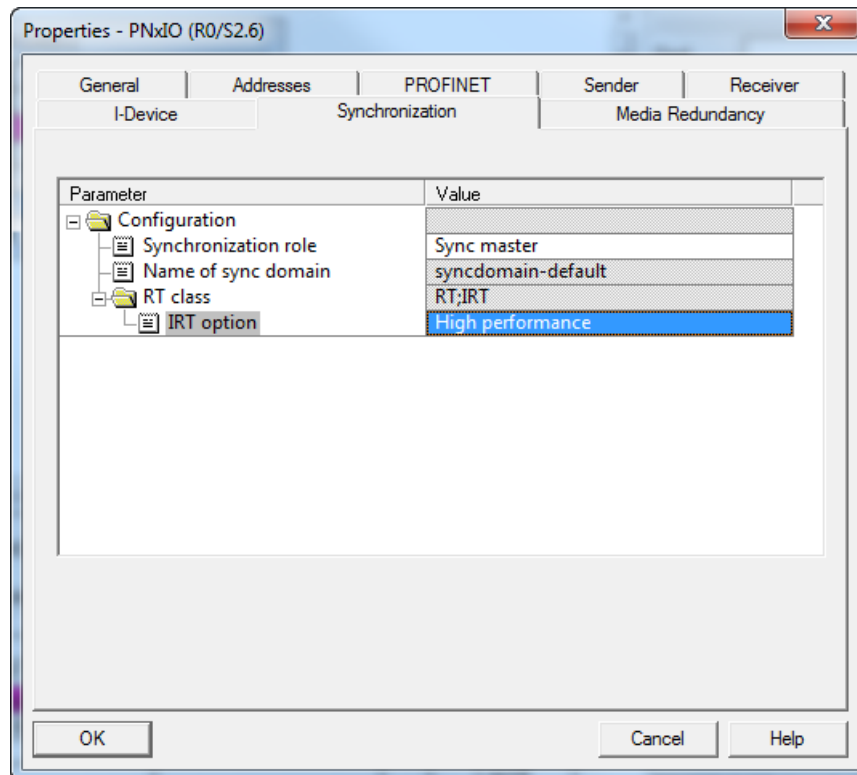 Properties - PNxIO (R0/S2.6)
General Addresses PROFINET Sender Receiver
I-Device Synchronization Media Redundancy
Parameter Value
Configuration
Synchronization role Sync master
Name of sync domain syncdomain-default
RT class RT;IRT
IRT option High performance
OK Cancel Help